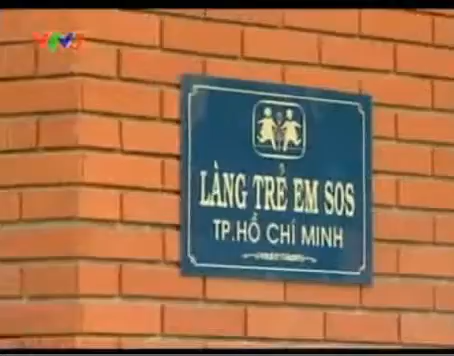 LÀNG TRẺ EM SOS
TP.HỒ CHÍ MINH